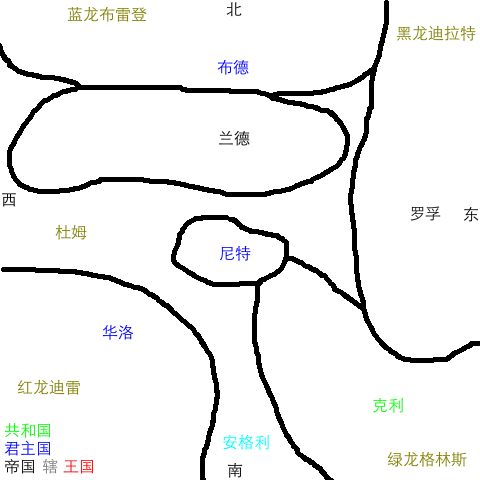 蓝龙布雷登
北
黑龙迪拉特
布德
兰德
西
罗孚
东
杜姆
尼特
华洛
红龙迪雷
克利
共和国
安格利
君主国
绿龙格林斯
帝国 辖 王国
南